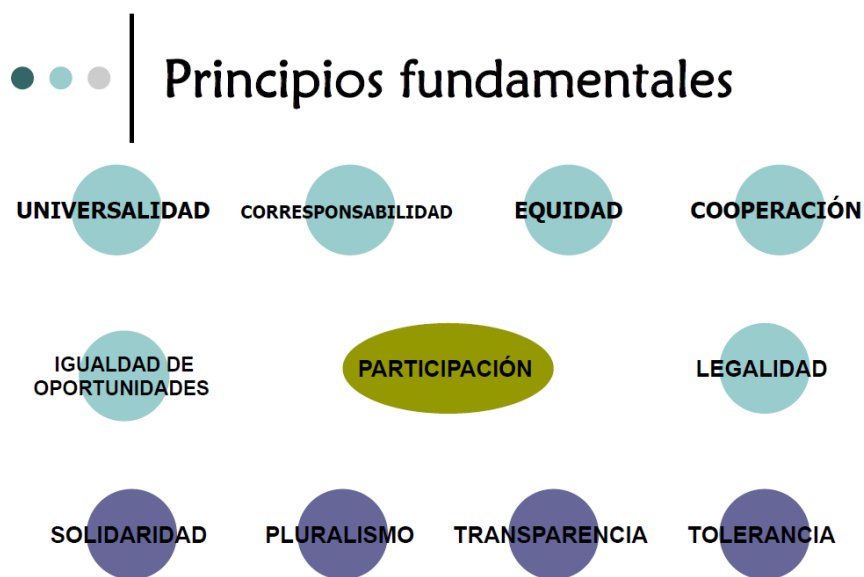 Principios fundamentales
UNIVERSALIDAD
CORRESPONSABILIDAD
EQUIDAD
COOPERACIÓN
IGUALDAD DE
OPORTUNIDADES
PARTICIPACIÓN
LEGALIDAD
SOLIDARIDAD
PLURALISMO
TRANSPARENCIA
TOLERANCIA